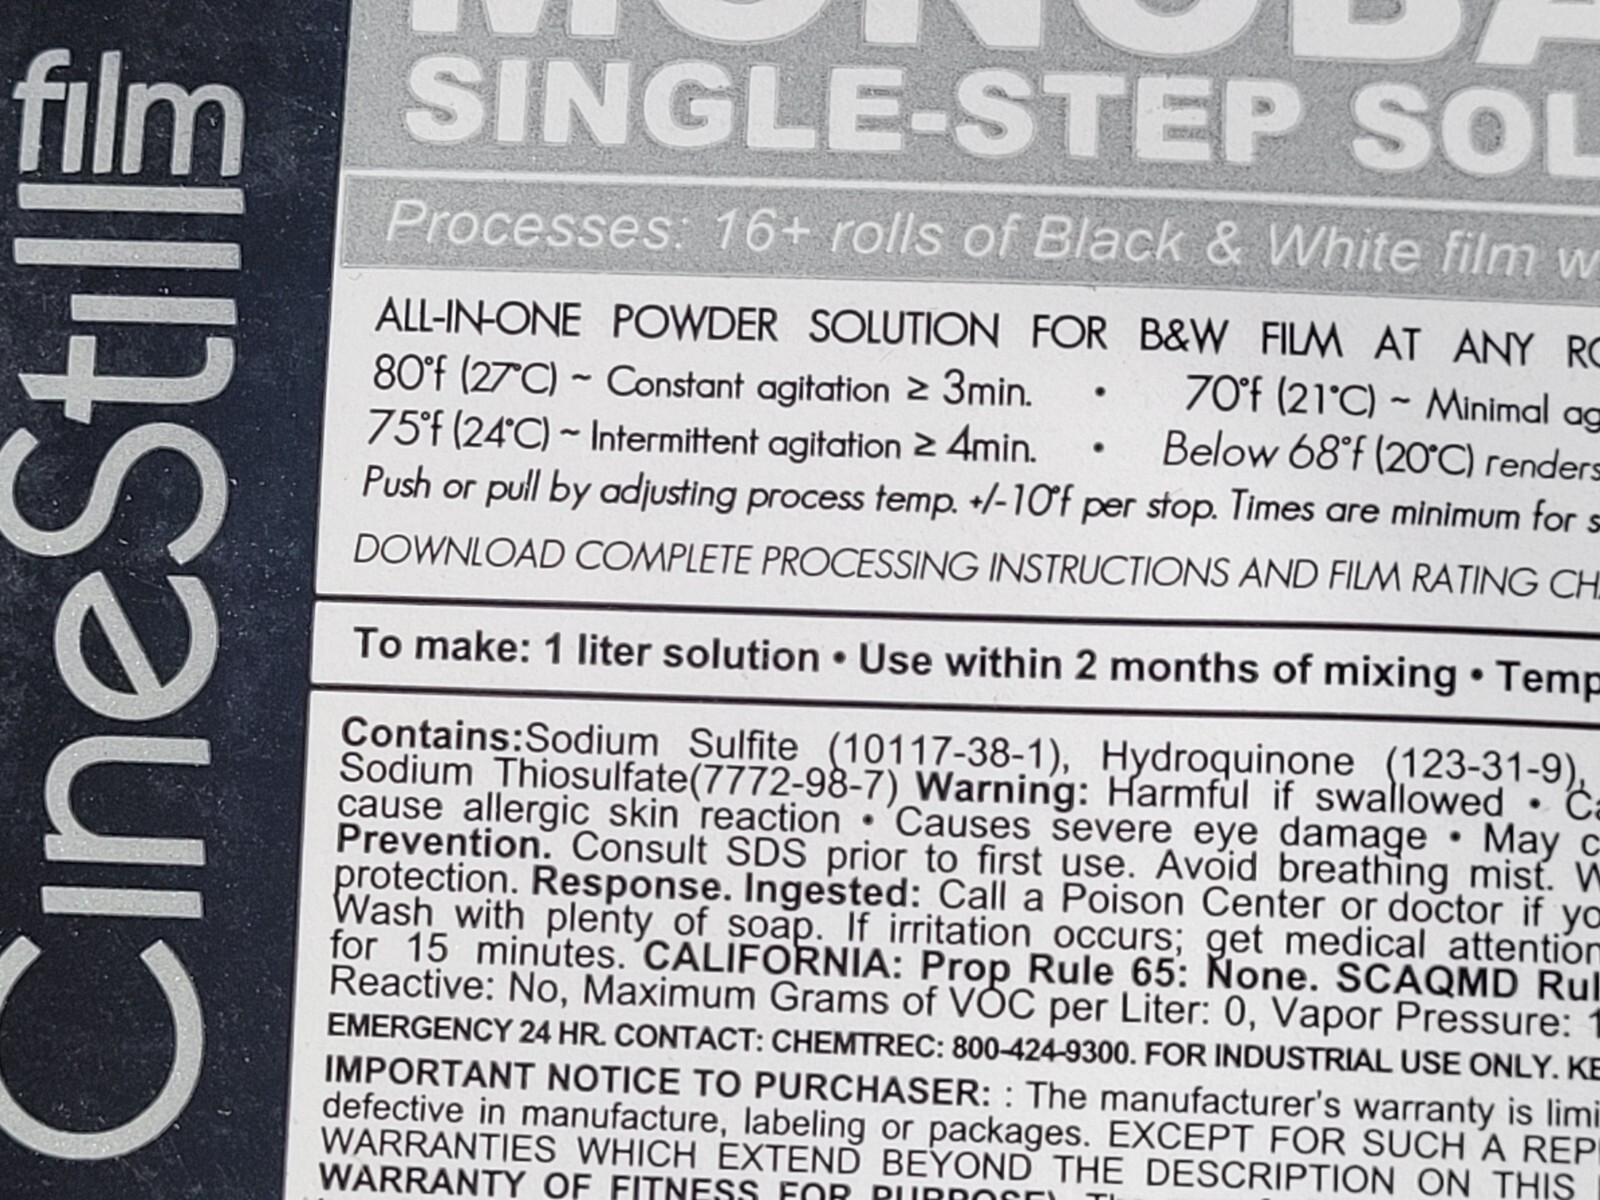 CineStill film
SINGLE-STEP
Processes: 16+ rolls of Black & White film
ALL-IN-ONE POWDER SOLUTION FOR B&W FILM AT ANY
80°f (27°C) ~ Constant agitation ≥ 3min. • 70°f (21°C) ~ Minimal
75°f (24°C) ~ Intermittent agitation ≥ 4min. • Below 68°f (20°C) renders
Push or pull by adjusting process temp. +/-10°f per stop. Times are minimum for
DOWNLOAD COMPLETE PROCESSING INSTRUCTIONS AND FILM RATING
To make: 1 liter solution • Use within 2 months of mixing • Temp
Contains:Sodium Sulfite (10117-38-1), Hydroquinone (123-31-9),
Sodium Thiosulfate(7772-98-7) Warning: Harmful if swallowed •
cause allergic skin reaction • Causes severe eye damage • May
Prevention. Consult SDS prior to first use. Avoid breathing mist.
protection. Response. Ingested: Call a Poison Center or doctor if
Wash with plenty of soap. If irritation occurs; get medical attention
for 15 minutes. CALIFORNIA: Prop Rule 65: None. SCAQMD
Reactive: No, Maximum Grams of VOC per Liter: 0, Vapor Pressure:
EMERGENCY 24 HR. CONTACT: CHEMTREC: 800-424-9300. FOR INDUSTRIAL USE ONLY.
IMPORTANT NOTICE TO PURCHASER: : The manufacturer's warranty is
defective in manufacture, labeling or packages. EXCEPT FOR SUCH A
WARRANTIES WHICH EXTEND BEYOND THE DESCRIPTION ON THIS
WARRANTY OF FITNESS FOR PURPOSE)